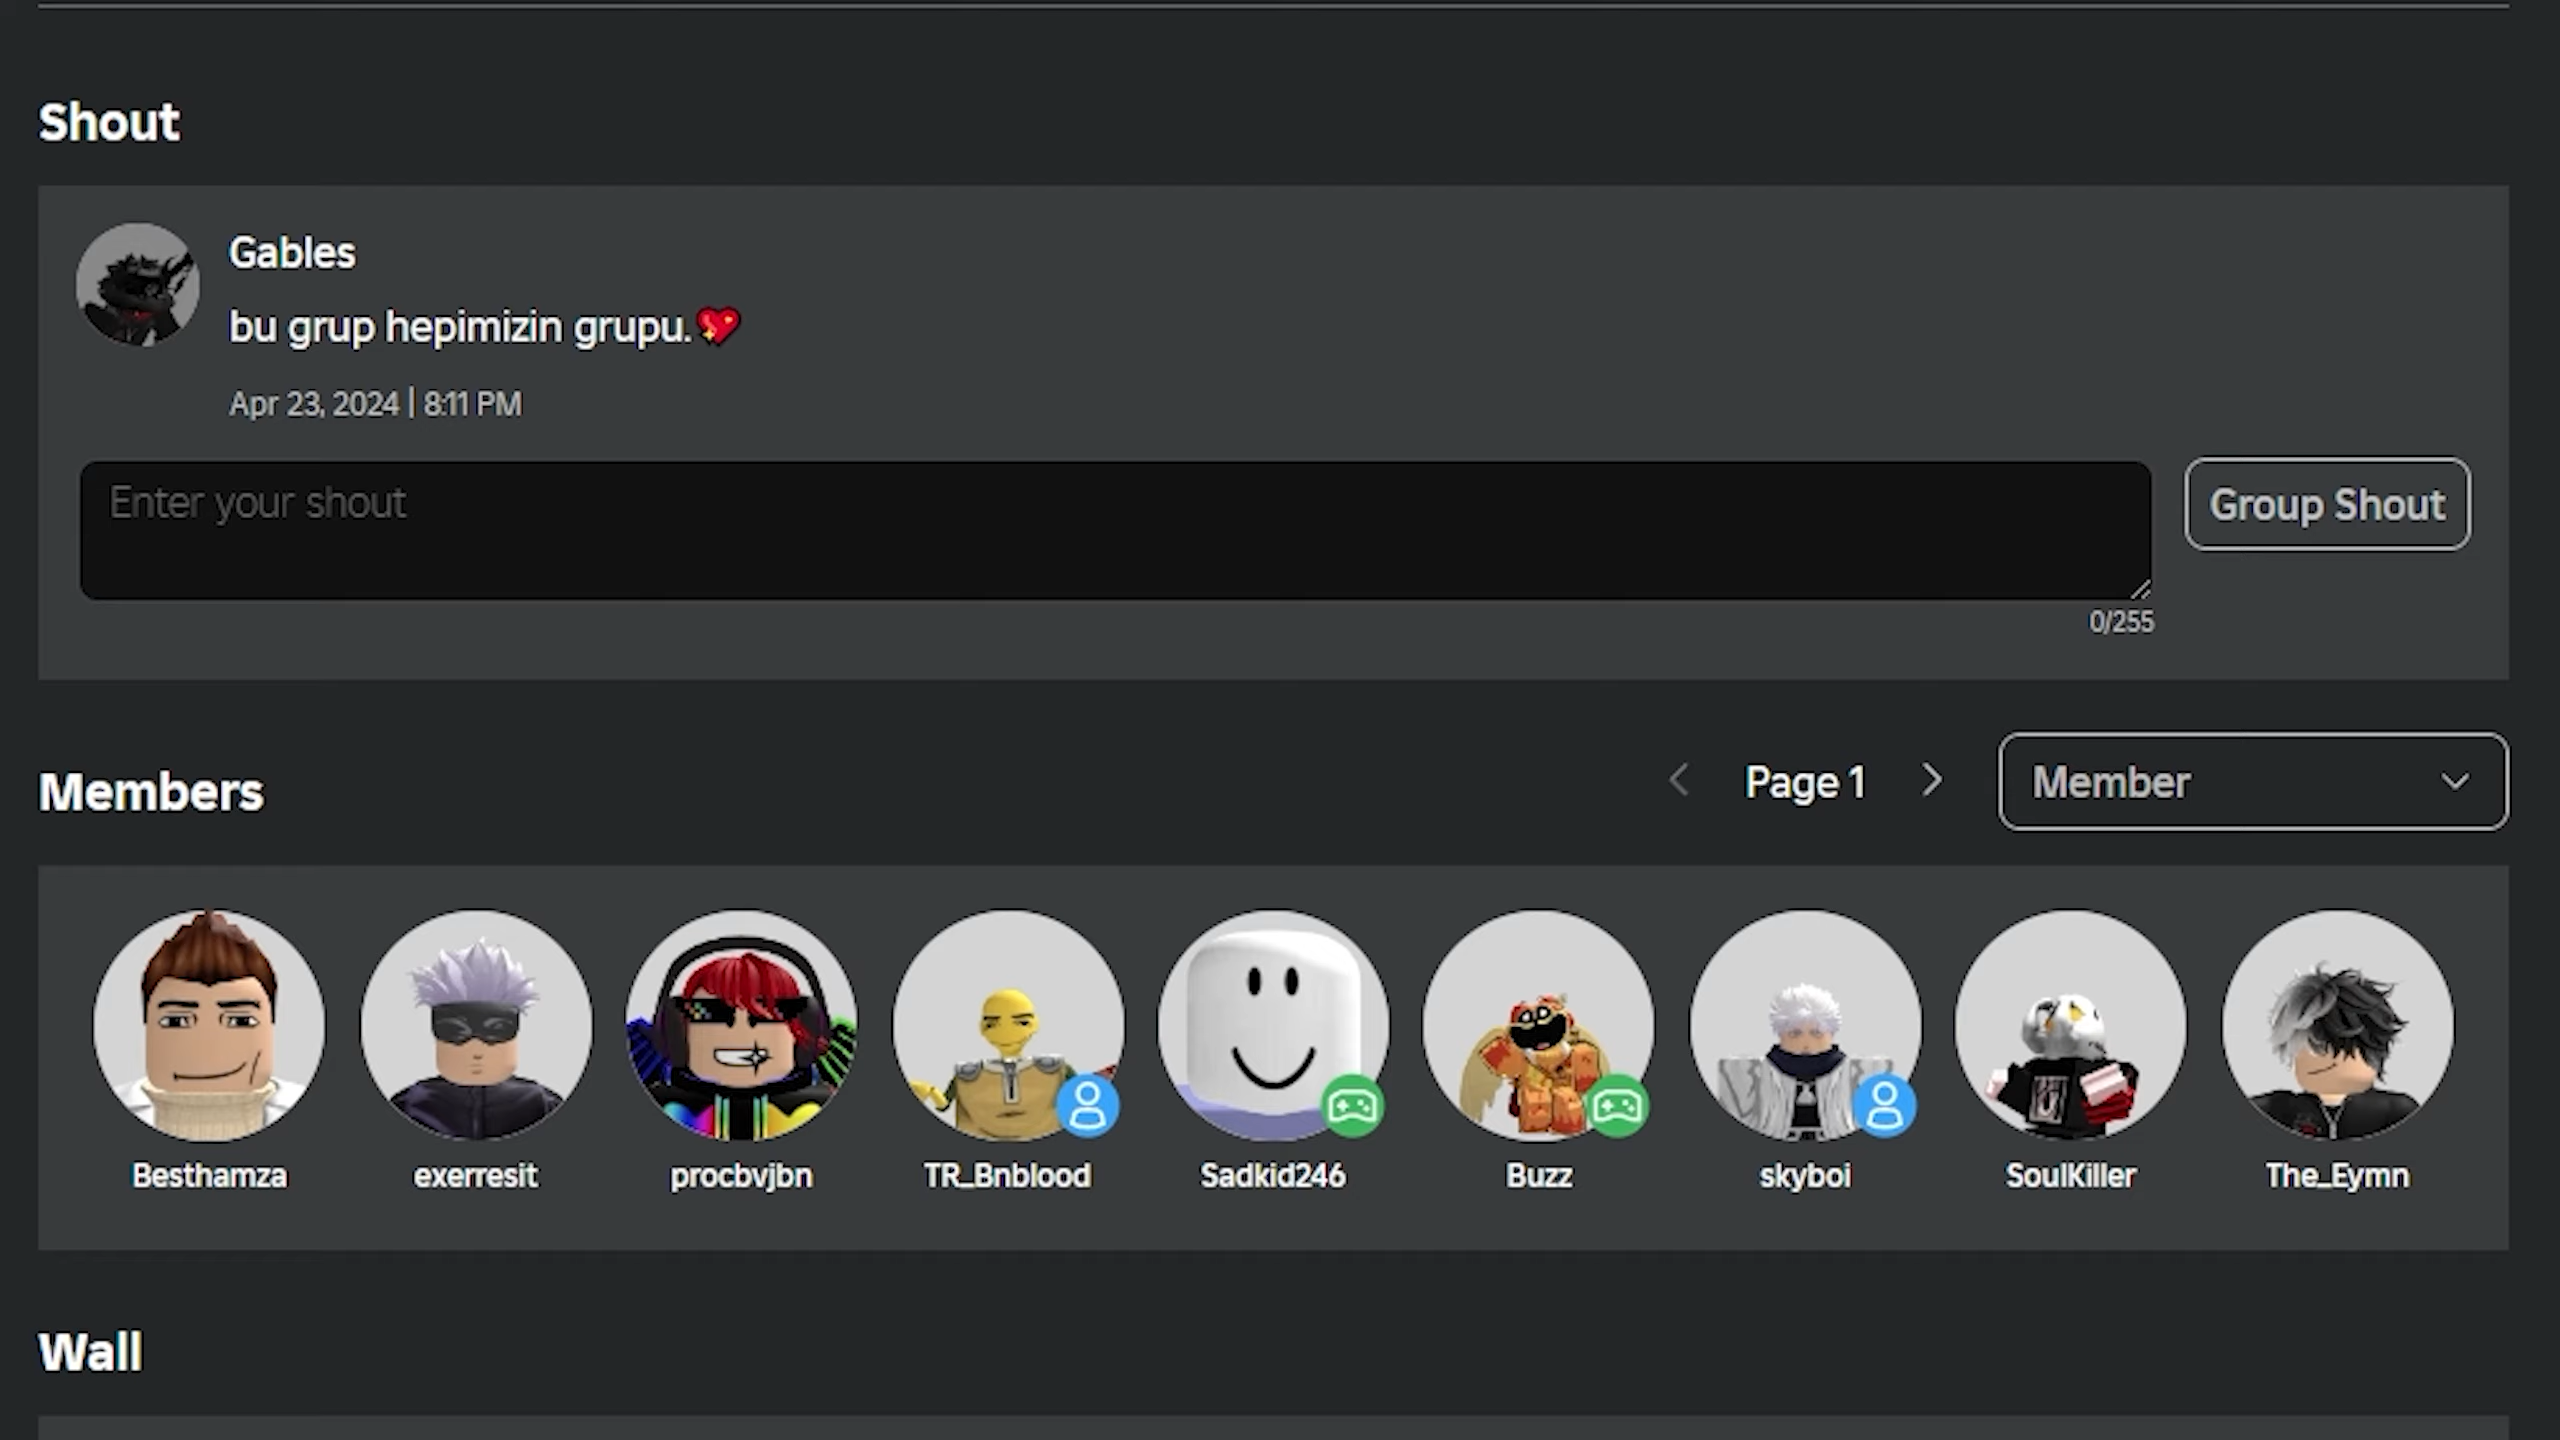 Shout
Gables
bu grup hepimizin grupu.💖
Apr 23, 2024 | 8:11 PM
Enter your shout
Group Shout
0/255
Members
Page 1
Member
Besthamza
exerresit
procbvjbn
TR_Bnblood
Sadkid246
Buzz
skyboi
SoulKiller
The_Eymn
Wall